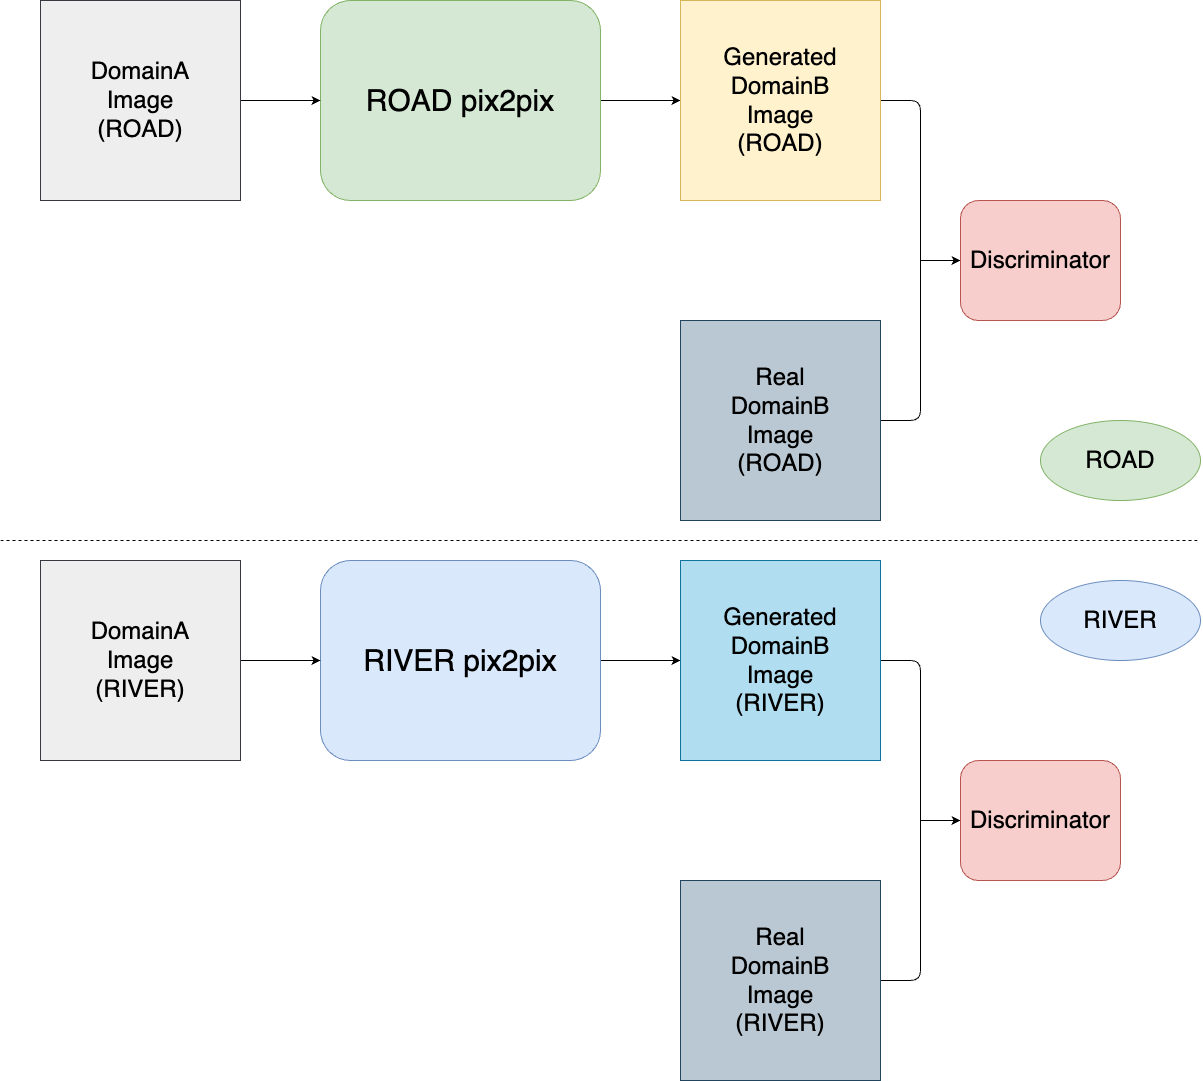 DomainA
Image
(ROAD)
ROAD pix2pix
Generated
DomainB
Image
(ROAD)
Discriminator
Real
DomainB
Image
(ROAD)
ROAD
DomainA
Image
(RIVER)
RIVER pix2pix
Generated
DomainB
Image
(RIVER)
RIVER
Discriminator
Real
DomainB
Image
(RIVER)